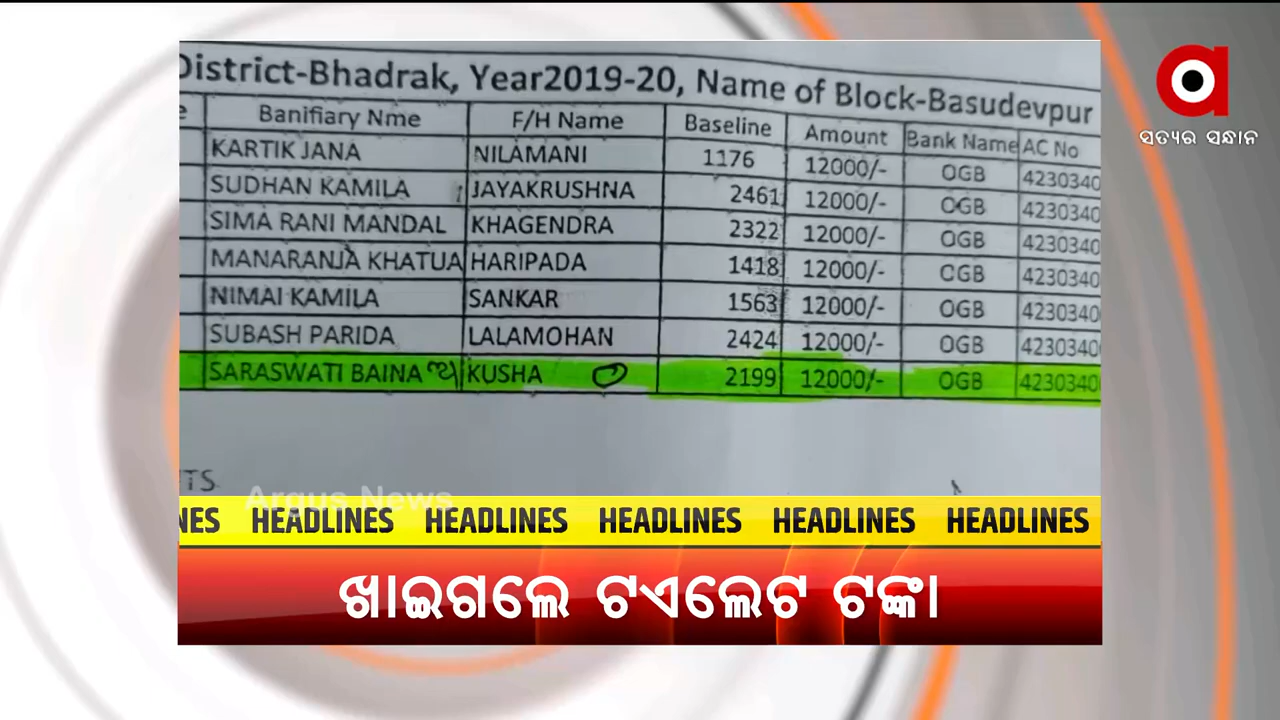 ସତ୍ୟର ସନ୍ଧାନ
District-Bhadrak, Year2019-20, Name of Block-Basudevpur
e Banifiary Nme F/H Name Baseline Amount Bank Name AC No
KARTIK JANA NILAMANI 1176 12000/- OGB 4230340
SUDHAN KAMILA JAYAKRUSHNA 2461 12000/- OGB 4230340
SIMA RANI MANDAL KHAGENDRA 2322 12000/- OGB 4230340
MANARANJA KHATUA HARIPADA 1418 12000/- OGB 4230340
NIMAI KAMILA SANKAR 1563 12000/- OGB 4230340
SUBASH PARIDA LALAMOHAN 2424 12000/- OGB 4230340
SARASWATI BAINA KUSHA 2199 12000/- OGB 4230340
TS
Argus News
NES HEADLINES HEADLINES HEADLINES HEADLINES HEADLINES
ଖାଇଗଲେ ଟଏଲେଟ ଟଙ୍କା